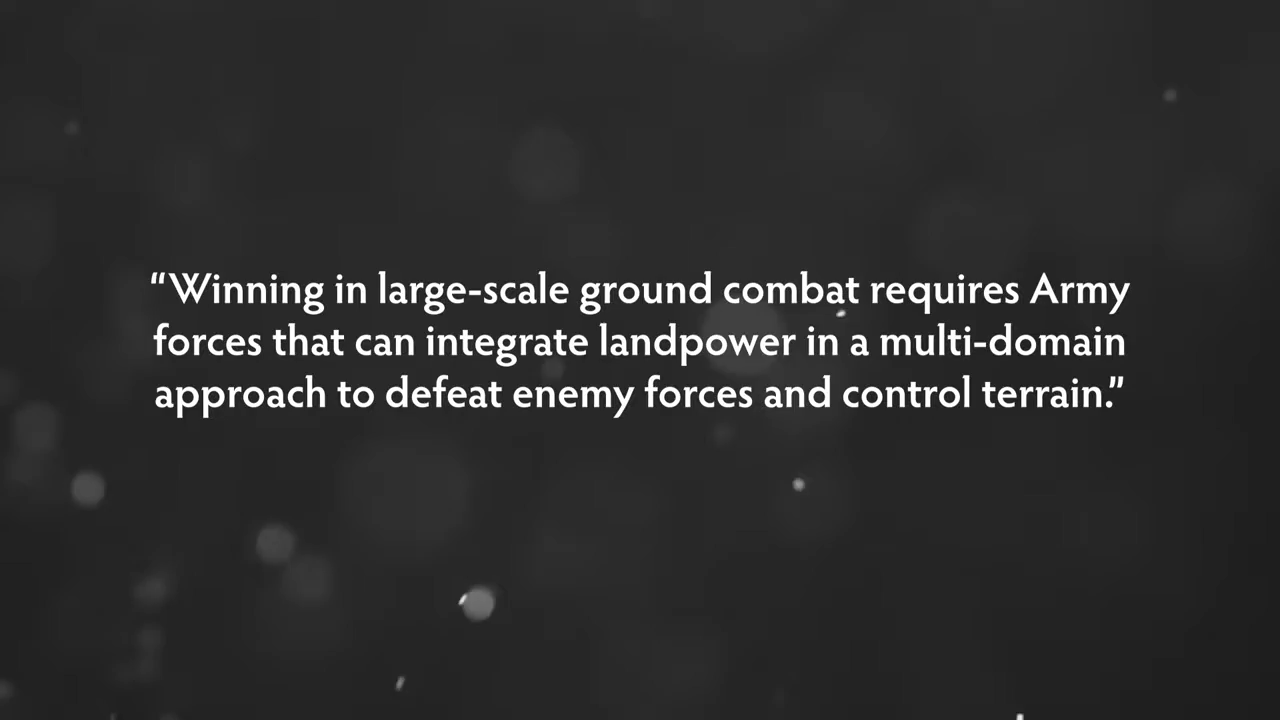 “Winning in large-scale ground combat requires Army
forces that can integrate landpower in a multi-domain
approach to defeat enemy forces and control terrain.”